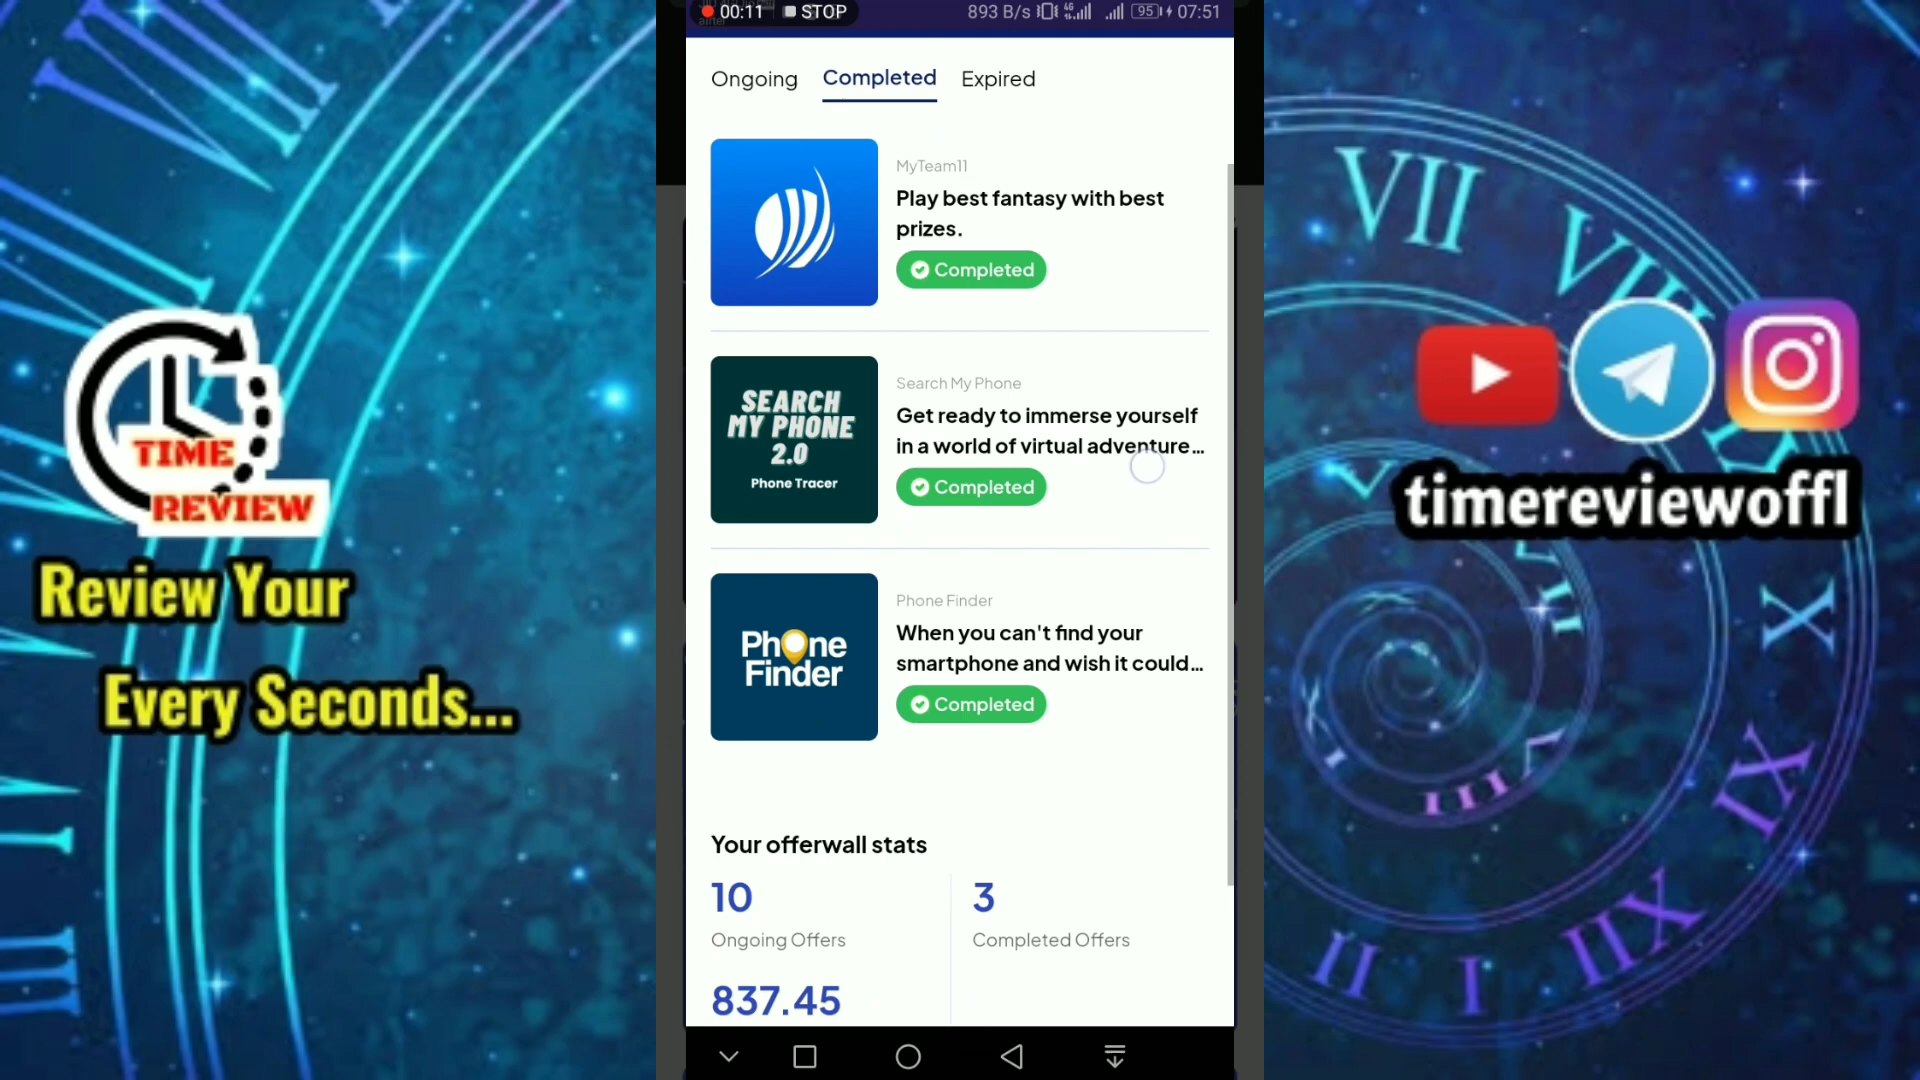 00:11 STOP
893 B/s 4G 95 07:51
Ongoing Completed Expired
MyTeam11
Play best fantasy with best
prizes.
Completed
SEARCH
MY PHONE
2.0
Phone Tracer
Search My Phone
Get ready to immerse yourself
in a world of virtual adventure...
Completed
Phone
Finder
Phone Finder
When you can't find your
smartphone and wish it could...
Completed
Your offerwall stats
10
Ongoing Offers
3
Completed Offers
837.45
TIME
REVIEW
Review Your
Every Seconds...
timereviewoffl
VII
VIII
X
XI
XII
I
II
III